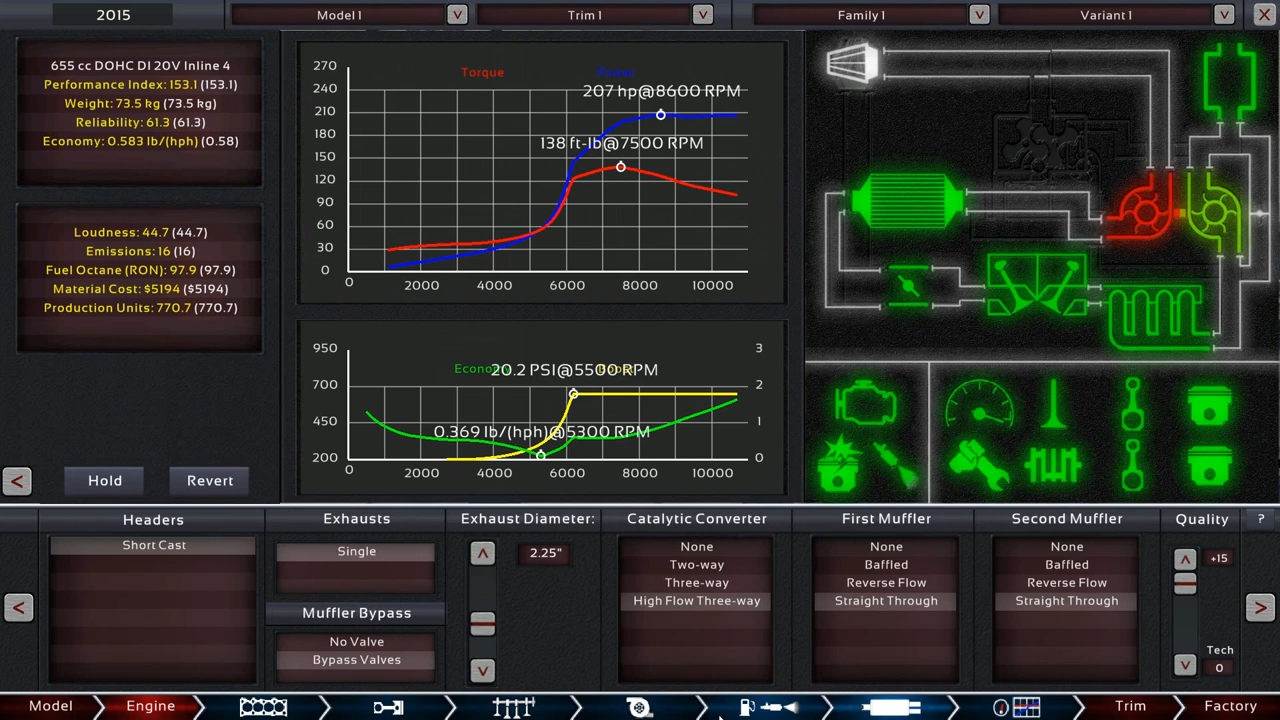 2015
Model 1
Trim 1
Family 1
Variant 1
655 cc DOHC DI 20V Inline 4
Performance Index: 153.1 (153.1)
Weight: 73.5 kg (73.5 kg)
Reliability: 61.3 (61.3)
Economy: 0.583 lb/(hph) (0.58)
Loudness: 44.7 (44.7)
Emissions: 16 (16)
Fuel Octane (RON): 97.9 (97.9)
Material Cost: $5194 ($5194)
Production Units: 770.7 (770.7)
Hold
Revert
270
240
210
180
150
120
90
60
30
0
Torque
Power
207 hp@8600 RPM
138 ft-lb@7500 RPM
0
2000
4000
6000
8000
10000
950
700
450
200
3
2
1
0
Economy
20.2 PSI@5500 RPM
0.369 lb/(hph)@5300 RPM
0
2000
4000
6000
8000
10000
Headers
Short Cast
Exhausts
Single
Muffler Bypass
No Valve
Bypass Valves
Exhaust Diameter:
2.25"
Catalytic Converter
None
Two-way
Three-way
High Flow Three-way
First Muffler
None
Baffled
Reverse Flow
Straight Through
Second Muffler
None
Baffled
Reverse Flow
Straight Through
Quality
+15
Tech
0
?
Model
Engine
Trim
Factory